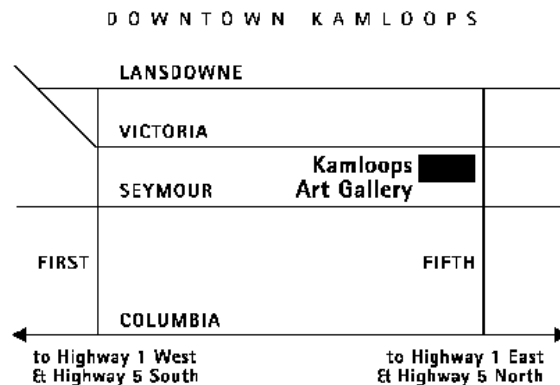 DOWNTOWN KAMLOOPS
LANSDOWNE
VICTORIA
Kamloops
Art Gallery
SEYMOUR
FIRST
FIFTH
COLUMBIA
to Highway 1 West
& Highway 5 South
to Highway 1 East
& Highway 5 North